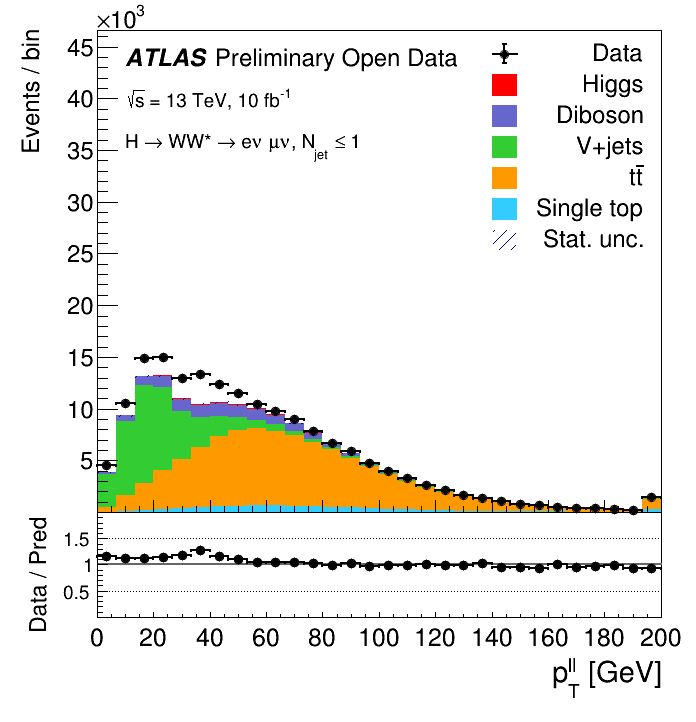 ×10³
Events / bin
45
40
35
30
25
20
15
10
5
ATLAS Preliminary Open Data
√s = 13 TeV, 10 fb⁻¹
H → WW* → eν μν, N_jet ≤ 1
Data
Higgs
Diboson
V+jets
tt̅
Single top
Stat. unc.
Data / Pred
1.5
1
0.5
0 20 40 60 80 100 120 140 160 180 200
p_T^ll [GeV]